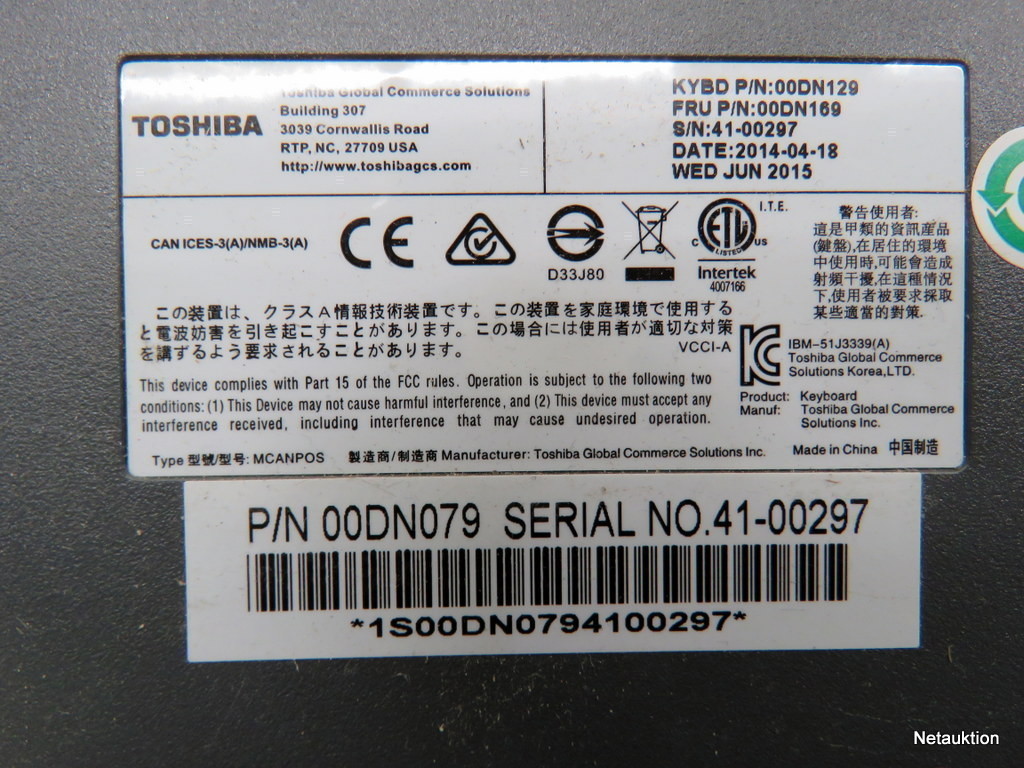 TOSHIBA
Toshiba Global Commerce Solutions
Building 307
3039 Cornwallis Road
RTP, NC, 27709 USA
http://www.toshibagcs.com
KYBD P/N:00DN129
FRU P/N:00DN169
S/N:41-00297
DATE:2014-04-18
WED JUN 2015
CAN ICES-3(A)/NMB-3(A)
CE
D33J80
ETL
C LISTED US
I.T.E.
Intertek
4007166
警告使用者:
這是甲類的資訊產品
(鍵盤),在居住的環境
中使用時,可能會造成
射頻干擾,在這種情況
下,使用者被要求採取
某些適當的對策.
この装置は、クラスA情報技術装置です。この装置を家庭環境で使用する
と電波妨害を引き起こすことがあります。この場合には使用者が適切な対策
を講ずるよう要求されることがあります。
VCCI-A
IBM-51J3339(A)
Toshiba Global Commerce
Solutions Korea,LTD.
This device complies with Part 15 of the FCC rules. Operation is subject to the following two
conditions: (1) This Device may not cause harmful interference, and (2) This device must accept any
interference received, including interference that may cause undesired operation.
Product: Keyboard
Manuf: Toshiba Global Commerce
Solutions Inc.
Type 型號/型号: MCANPOS 製造商/制造商 Manufacturer: Toshiba Global Commerce Solutions Inc. Made in China 中国制造
P/N 00DN079 SERIAL NO.41-00297
*1S00DN0794100297*
Netauktion